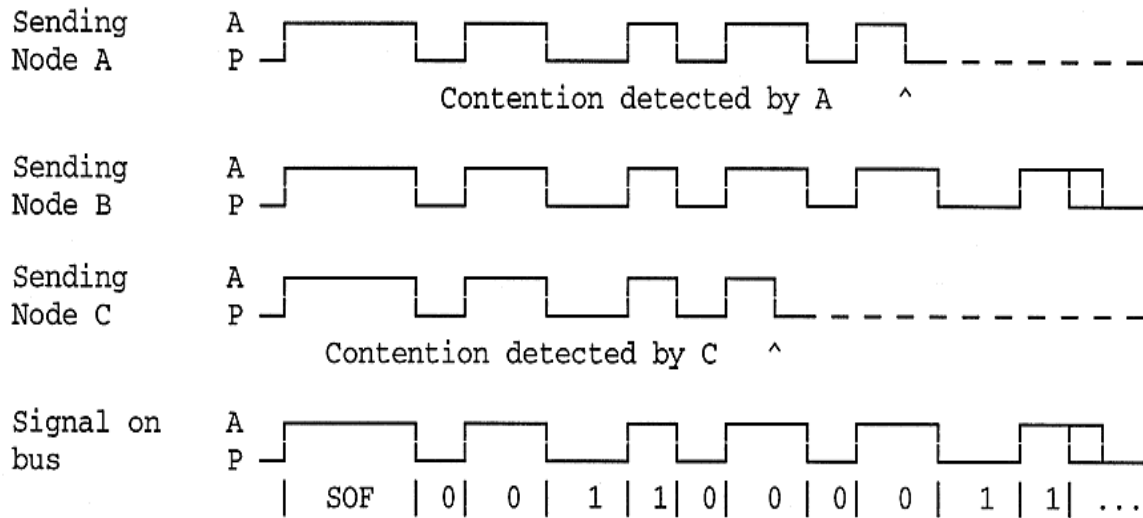 Sending A
Node A P
Contention detected by A ^
Sending A
Node B P
Sending A
Node C P
Contention detected by C ^
Signal on A
bus P
| SOF | 0 | 0 | 1 | 1 | 0 | 0 | 0 | 0 | 1 | 1 | ...